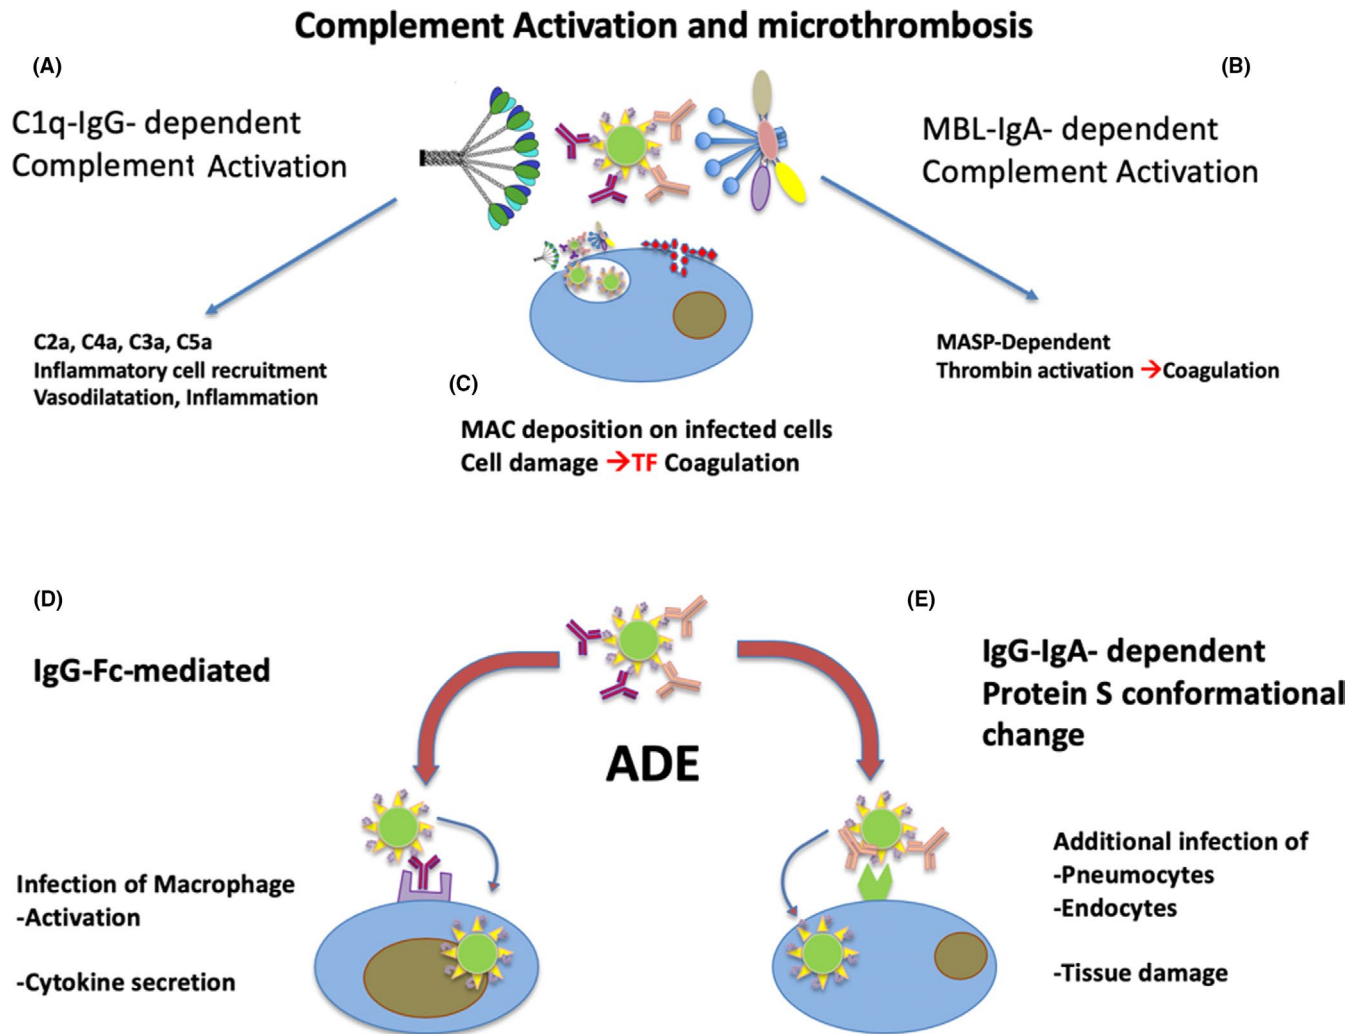 Complement Activation and microthrombosis
(A)
C1q-IgG- dependent
Complement Activation
(B)
MBL-IgA- dependent
Complement Activation
C2a, C4a, C3a, C5a
Inflammatory cell recruitment
Vasodilatation, Inflammation
MASP-Dependent
Thrombin activation →Coagulation
(C)
MAC deposition on infected cells
Cell damage →TF Coagulation
(D)
IgG-Fc-mediated
(E)
IgG-IgA- dependent
Protein S conformational
change
ADE
Infection of Macrophage
-Activation
-Cytokine secretion
Additional infection of
-Pneumocytes
-Endocytes
-Tissue damage